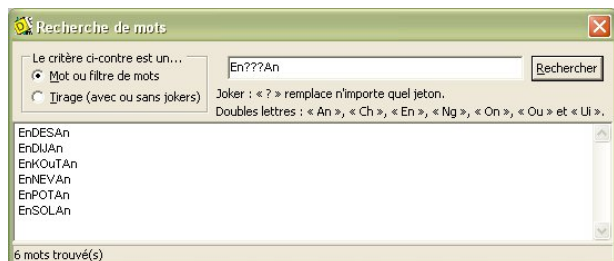 Recherche de mots
Le critère ci-contre est un...
Mot ou filtre de mots
Tirage (avec ou sans jokers)
En???An
Rechercher
Joker : « ? » remplace n'importe quel jeton.
Doubles lettres : « An », « Ch », « En », « Ng », « On », « Ou » et « Ui ».
EnDESAn
EnDIJAn
EnKOuTAn
EnNEVAn
EnPOTAn
EnSOLAn
6 mots trouvé(s)